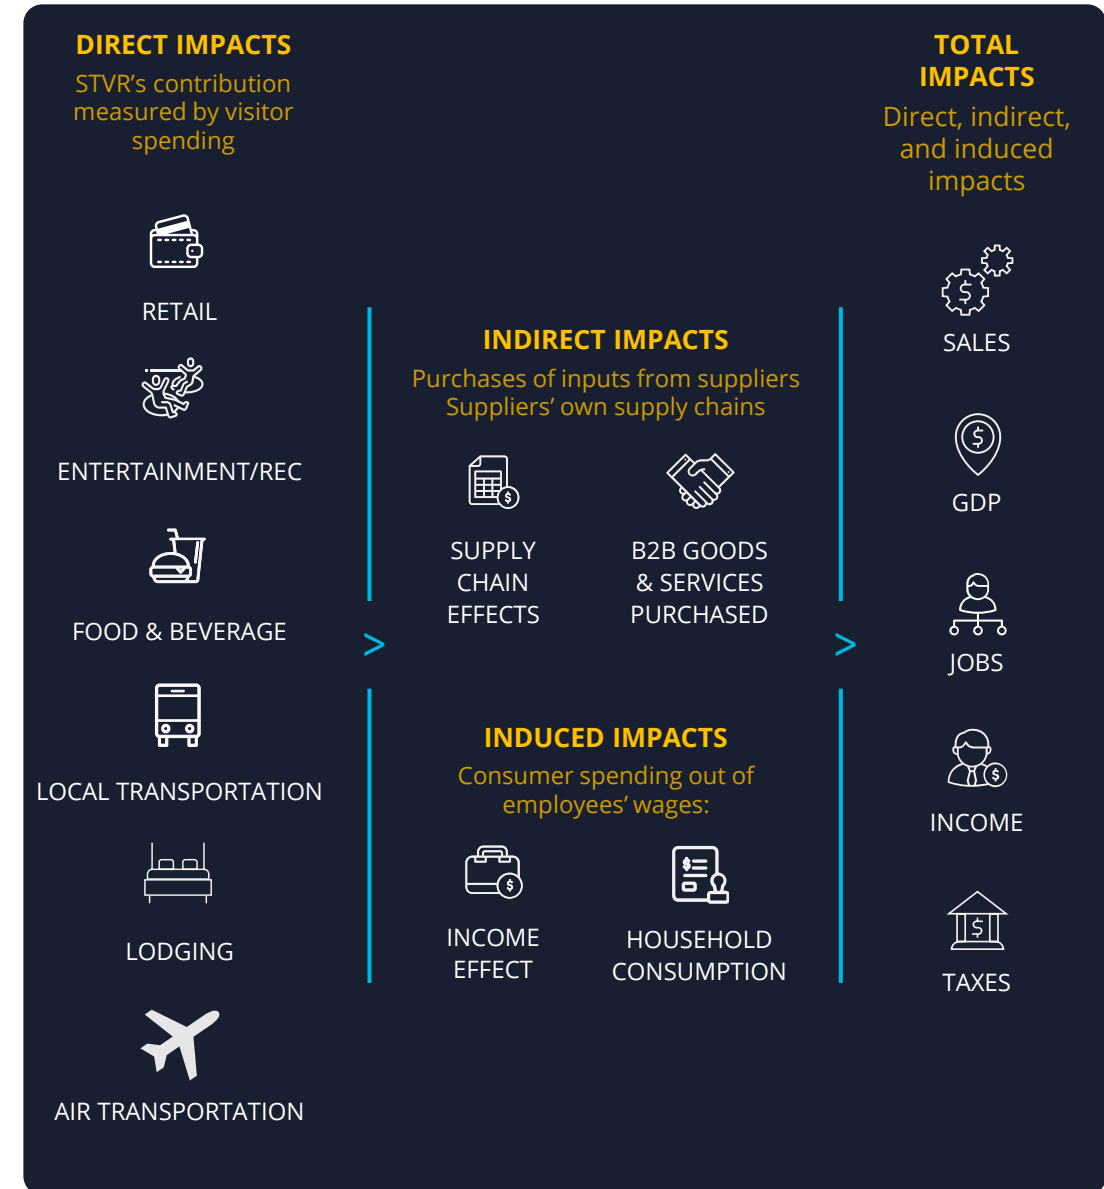 DIRECT IMPACTS
STVR's contribution
measured by visitor
spending
RETAIL
ENTERTAINMENT/REC
FOOD & BEVERAGE
LOCAL TRANSPORTATION
LODGING
AIR TRANSPORTATION
>
INDIRECT IMPACTS
Purchases of inputs from suppliers
Suppliers' own supply chains
$
SUPPLY
CHAIN
EFFECTS
B2B GOODS
& SERVICES
PURCHASED
INDUCED IMPACTS
Consumer spending out of
employees' wages:
$
INCOME
EFFECT
$
HOUSEHOLD
CONSUMPTION
>
TOTAL
IMPACTS
Direct, indirect,
and induced
impacts
$
SALES
$
GDP
JOBS
$
INCOME
$
TAXES